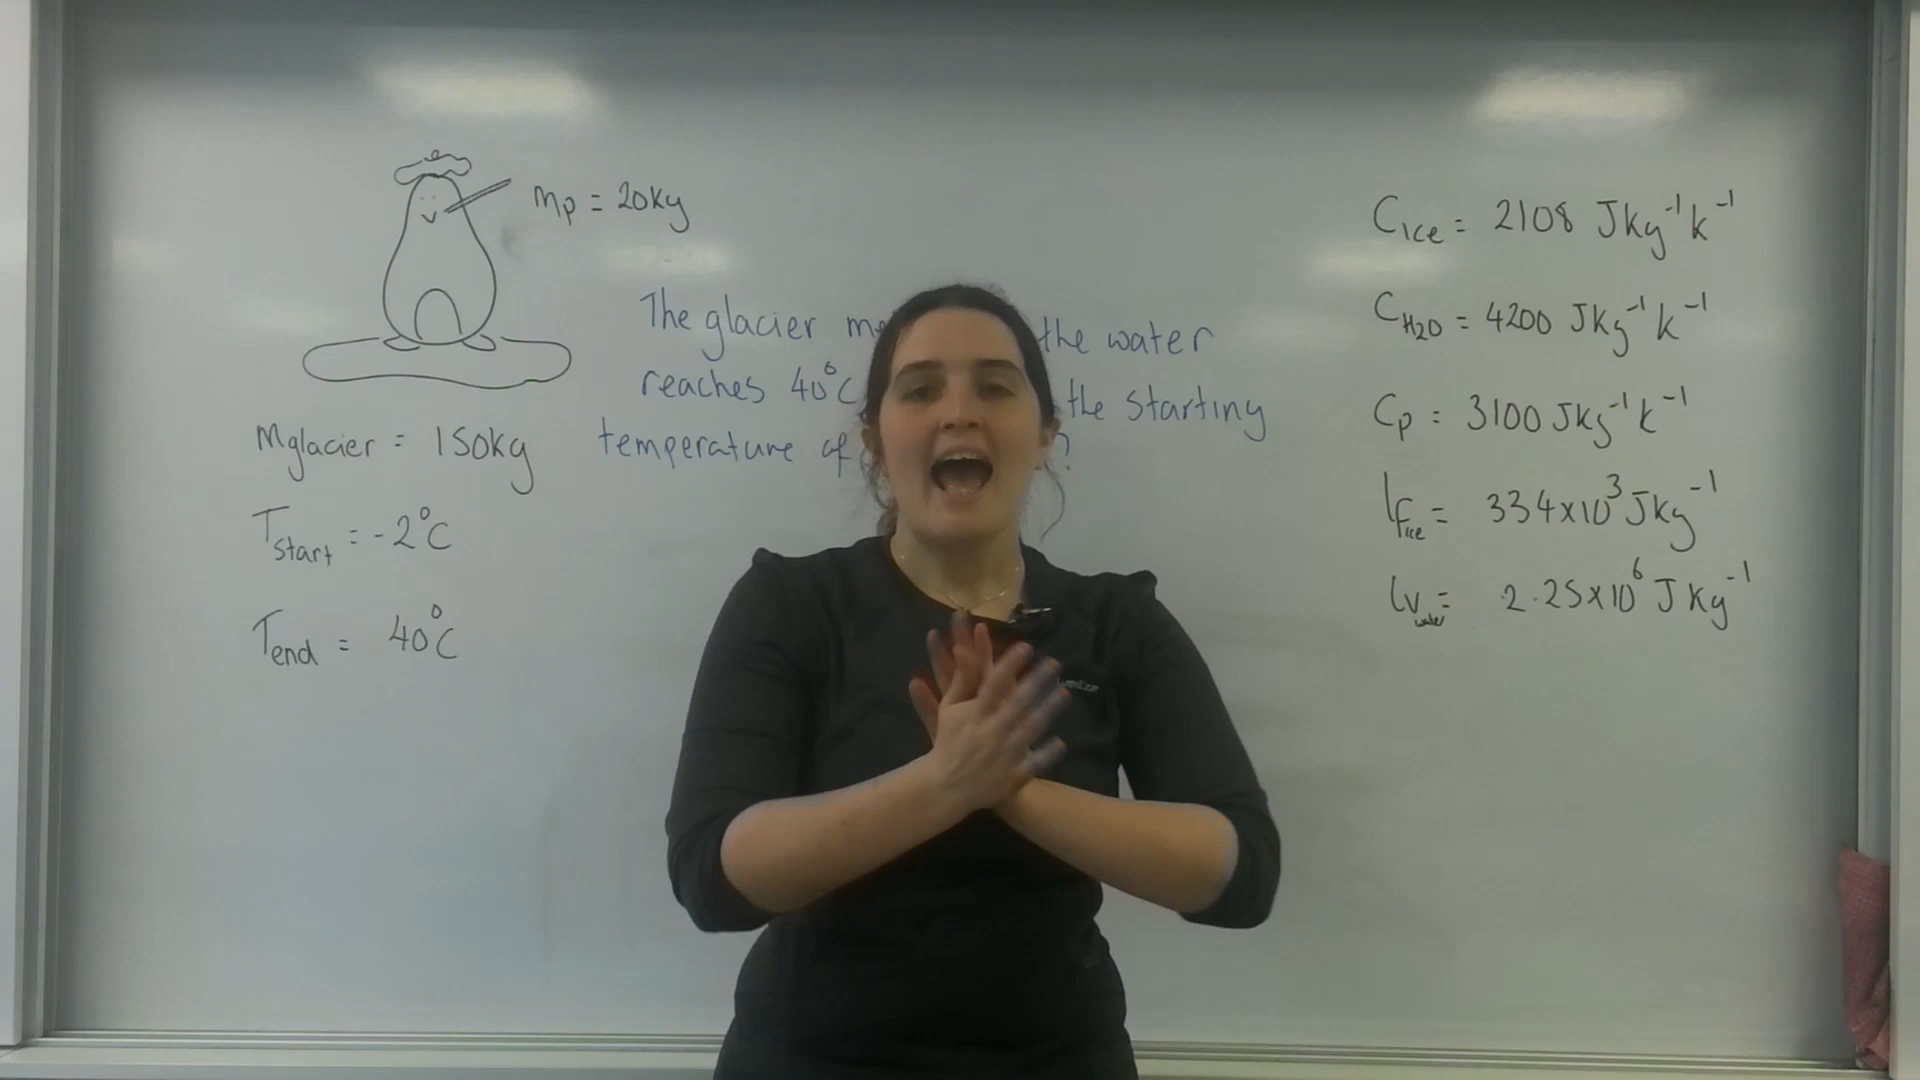 mp = 20kg
The glacier the water
reaches 40°C the starting
temperature of ?
Mglacier = 150kg
Tstart = -2°C
Tend = 40°C
Cice = 2108 Jkg⁻¹k⁻¹
CH2O = 4200 Jkg⁻¹k⁻¹
Cp = 3100 Jkg⁻¹k⁻¹
lfice = 334x10³ Jkg⁻¹
lvwater = 2.25x10⁶ Jkg⁻¹